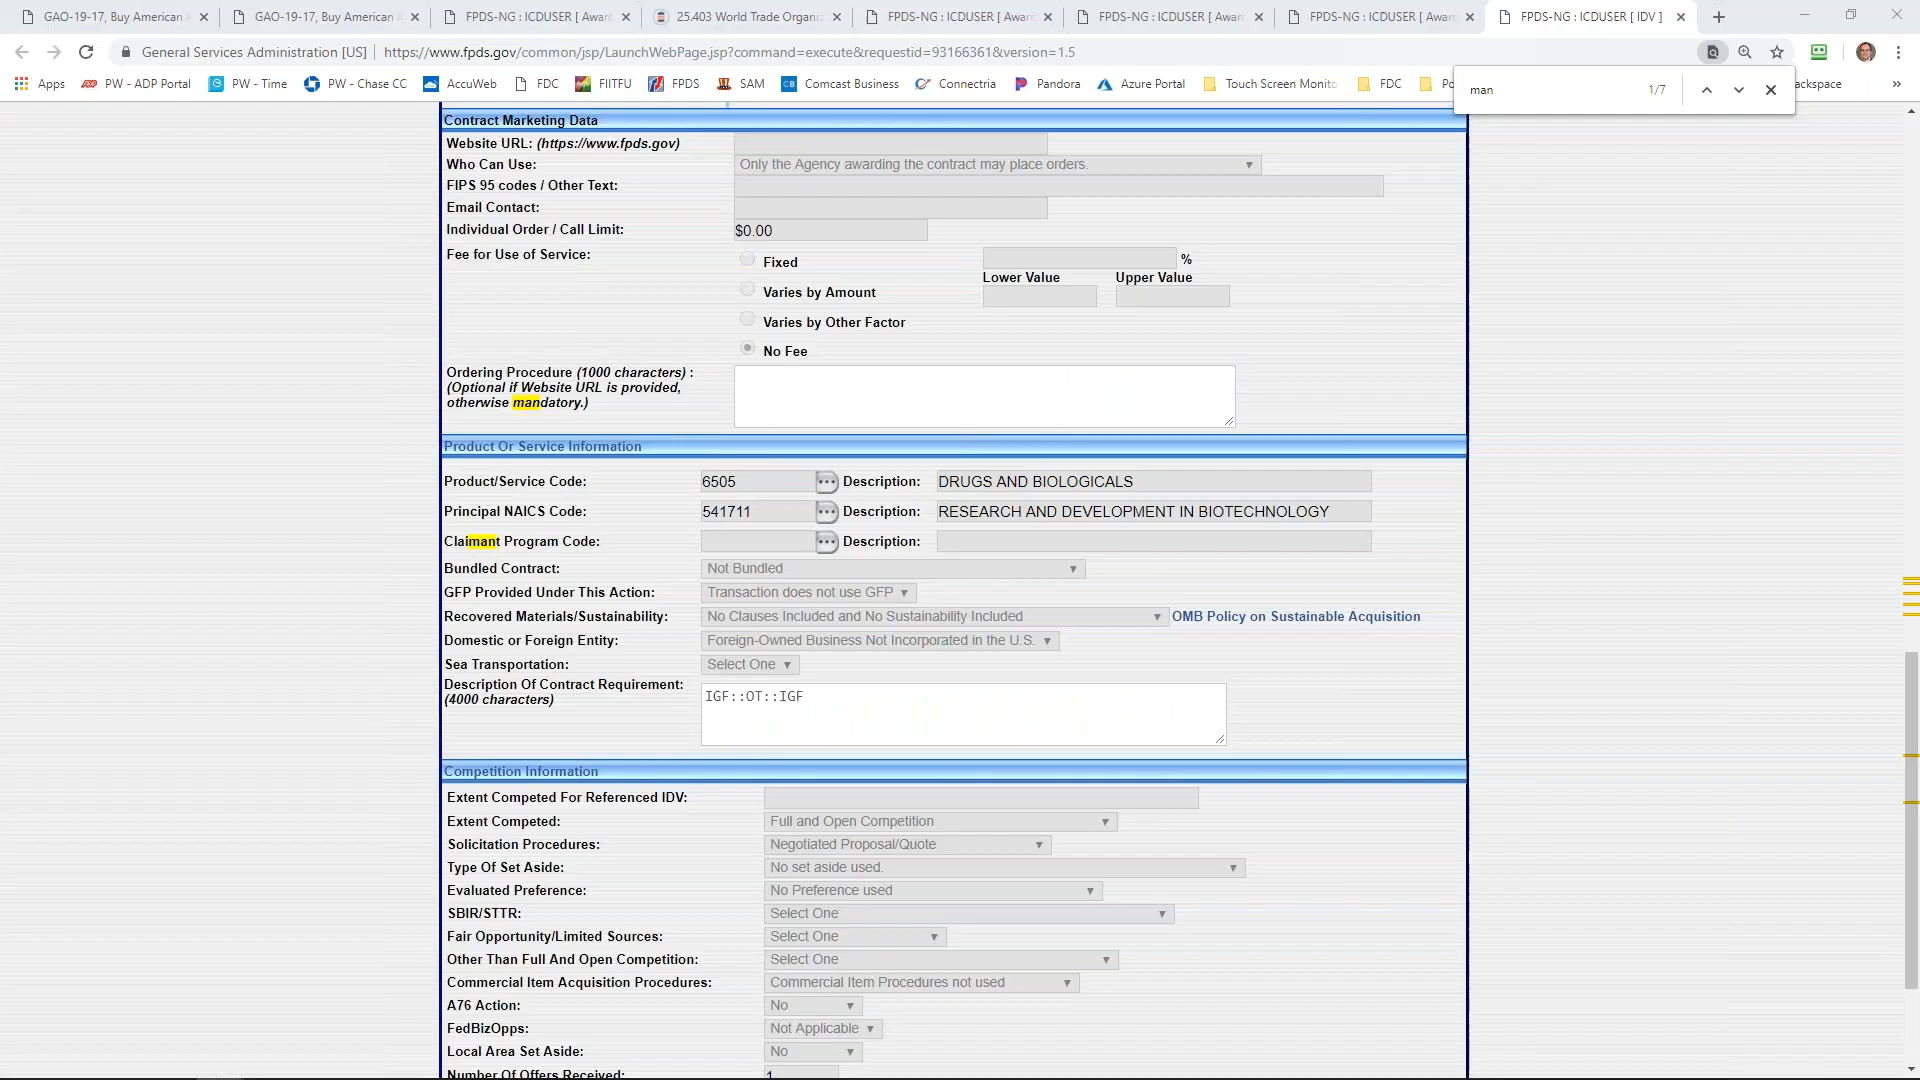 GAO-19-17, Buy American
GAO-19-17, Buy American
FPDS-NG : ICDUSER [ Awar
25.403 World Trade Organiz
FPDS-NG : ICDUSER [ Awar
FPDS-NG : ICDUSER [ Awar
FPDS-NG : ICDUSER [ Awar
FPDS-NG : ICDUSER [ IDV ]
General Services Administration [US] https://www.fpds.gov/common/jsp/LaunchWebPage.jsp?command=execute&requestid=93166361&version=1.5
Apps PW - ADP Portal PW - Time PW - Chase CC AccuWeb FDC FIITFU FPDS SAM Comcast Business Connectria Pandora Azure Portal Touch Screen Monito FDC ackspace »
man 1/7
Contract Marketing Data
Website URL: (https://www.fpds.gov)
Who Can Use: Only the Agency awarding the contract may place orders.
FIPS 95 codes / Other Text:
Email Contact:
Individual Order / Call Limit: $0.00
Fee for Use of Service:
Fixed %
Lower Value Upper Value
Varies by Amount
Varies by Other Factor
No Fee
Ordering Procedure (1000 characters) :
(Optional if Website URL is provided,
otherwise mandatory.)
Product Or Service Information
Product/Service Code: 6505 Description: DRUGS AND BIOLOGICALS
Principal NAICS Code: 541711 Description: RESEARCH AND DEVELOPMENT IN BIOTECHNOLOGY
Claimant Program Code: Description:
Bundled Contract: Not Bundled
GFP Provided Under This Action: Transaction does not use GFP
Recovered Materials/Sustainability: No Clauses Included and No Sustainability Included OMB Policy on Sustainable Acquisition
Domestic or Foreign Entity: Foreign-Owned Business Not Incorporated in the U.S.
Sea Transportation: Select One
Description Of Contract Requirement:
(4000 characters)
IGF::OT::IGF
Competition Information
Extent Competed For Referenced IDV:
Extent Competed: Full and Open Competition
Solicitation Procedures: Negotiated Proposal/Quote
Type Of Set Aside: No set aside used.
Evaluated Preference: No Preference used
SBIR/STTR: Select One
Fair Opportunity/Limited Sources: Select One
Other Than Full And Open Competition: Select One
Commercial Item Acquisition Procedures: Commercial Item Procedures not used
A76 Action: No
FedBizOpps: Not Applicable
Local Area Set Aside: No
Number Of Offers Received: 1